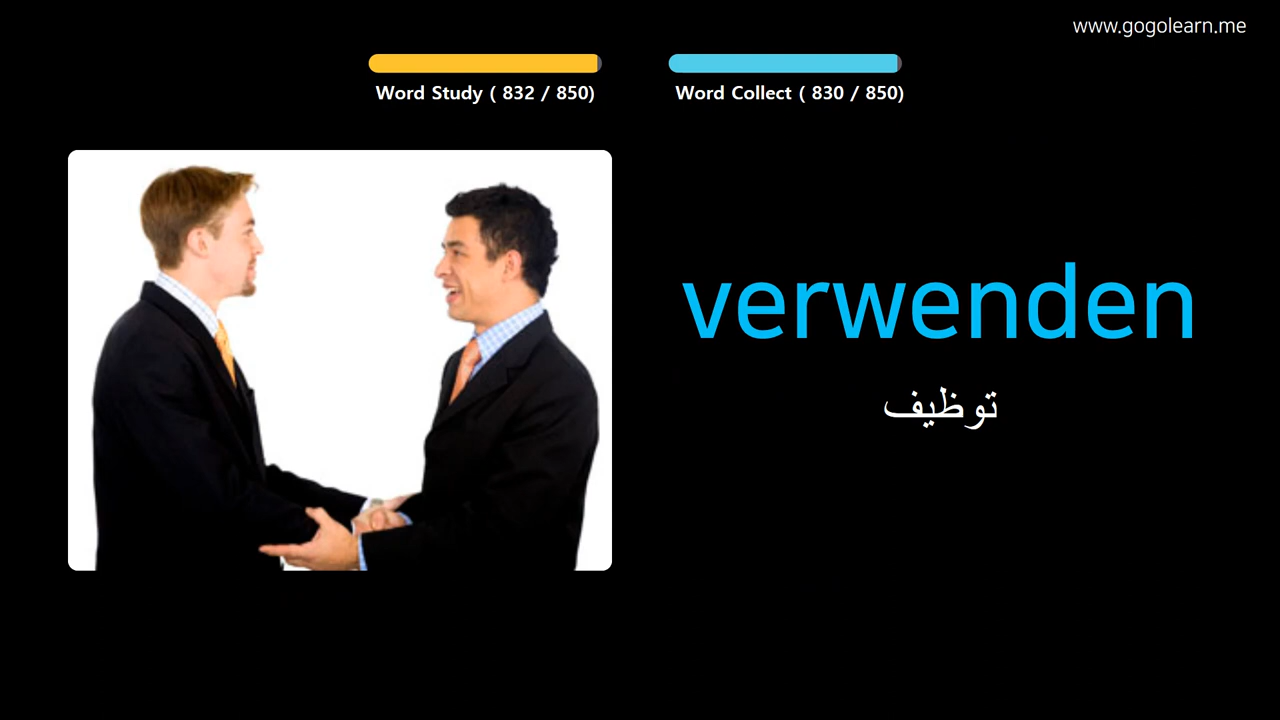 www.gogolearn.me
Word Study ( 832 / 850)
Word Collect ( 830 / 850)
verwenden
توظيف